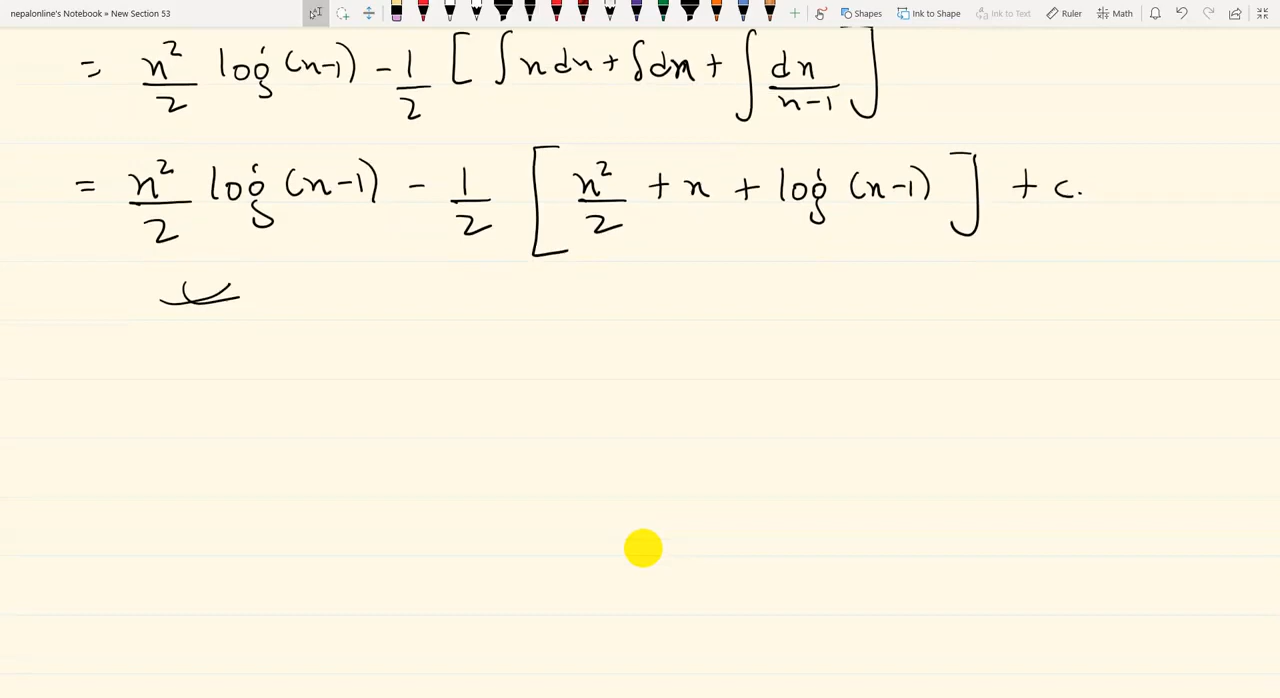 nepalonline's Notebook » New Section 53
Shapes Ink to Shape Ink to Text Ruler Math
= x²/2 log(x-1) - 1/2 [ ∫ x dx + ∫ dx + ∫ dx/(x-1) ]
= x²/2 log(x-1) - 1/2 [ x²/2 + x + log(x-1) ] + c.